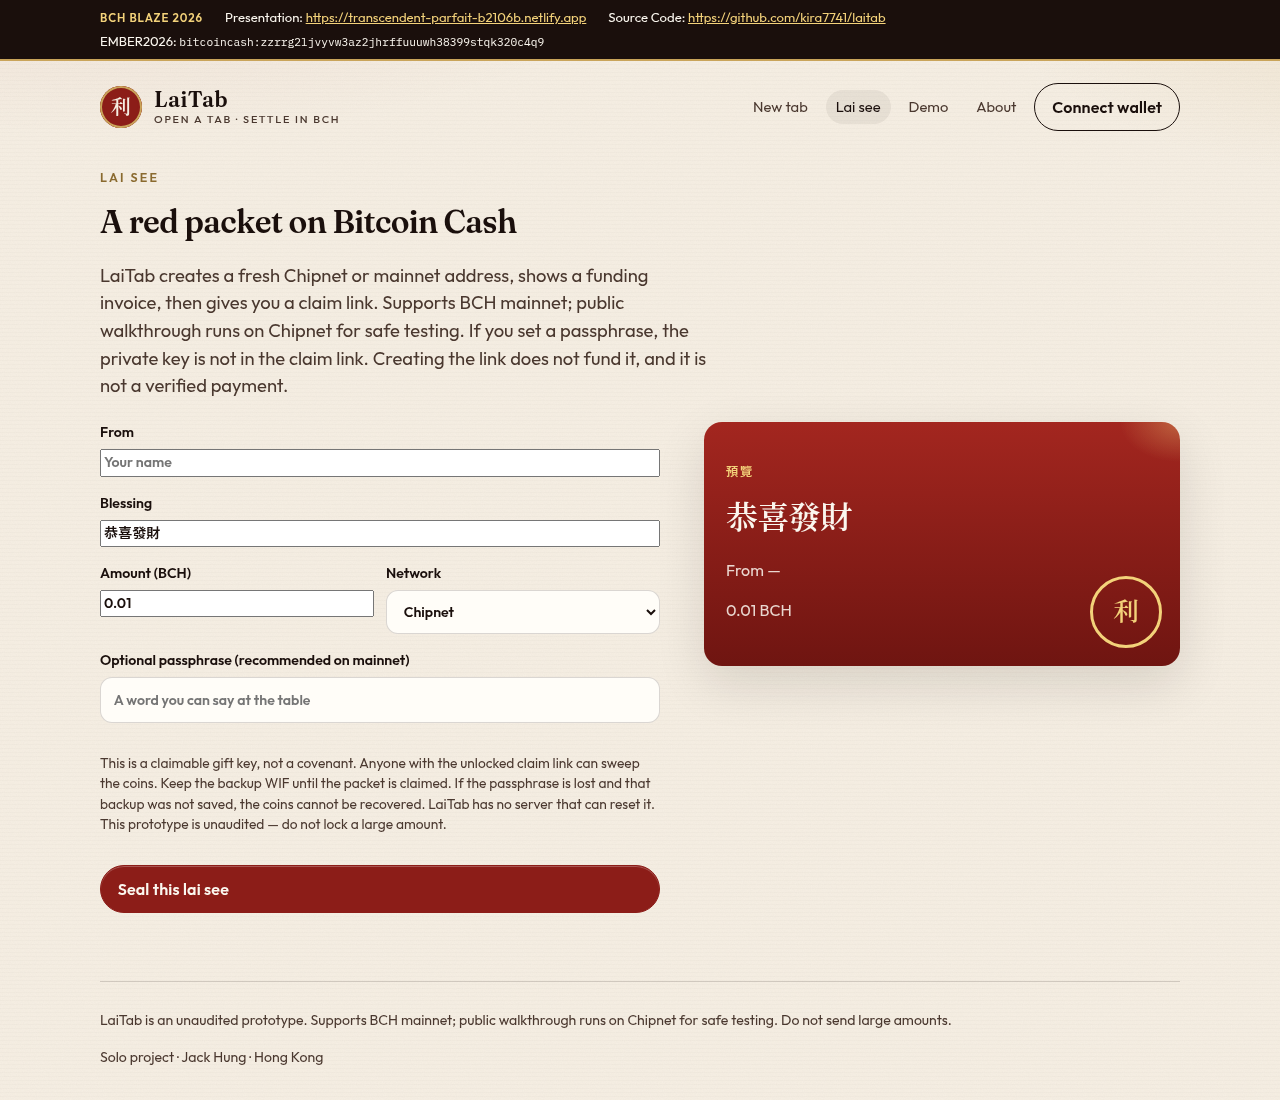 BCH BLAZE 2026 Presentation: https://transcendent-parfait-b2106b.netlify.app Source Code: https://github.com/kira7741/laitab
EMBER2026: bitcoincash:zzrrg2ljvyvw3az2jhrffuuuwh38399stqk320c4q9
利 LaiTab
OPEN A TAB · SETTLE IN BCH
New tab Lai see Demo About Connect wallet
LAI SEE
A red packet on Bitcoin Cash
LaiTab creates a fresh Chipnet or mainnet address, shows a funding
invoice, then gives you a claim link. Supports BCH mainnet; public
walkthrough runs on Chipnet for safe testing. If you set a passphrase, the
private key is not in the claim link. Creating the link does not fund it, and it is
not a verified payment.
From
Your name
Blessing
恭喜發財
Amount (BCH) Network
0.01 Chipnet
Optional passphrase (recommended on mainnet)
A word you can say at the table
This is a claimable gift key, not a covenant. Anyone with the unlocked claim link can sweep
the coins. Keep the backup WIF until the packet is claimed. If the passphrase is lost and that
backup was not saved, the coins cannot be recovered. LaiTab has no server that can reset it.
This prototype is unaudited — do not lock a large amount.
Seal this lai see
預覽
恭喜發財
From —
0.01 BCH
利
LaiTab is an unaudited prototype. Supports BCH mainnet; public walkthrough runs on Chipnet for safe testing. Do not send large amounts.
Solo project · Jack Hung · Hong Kong